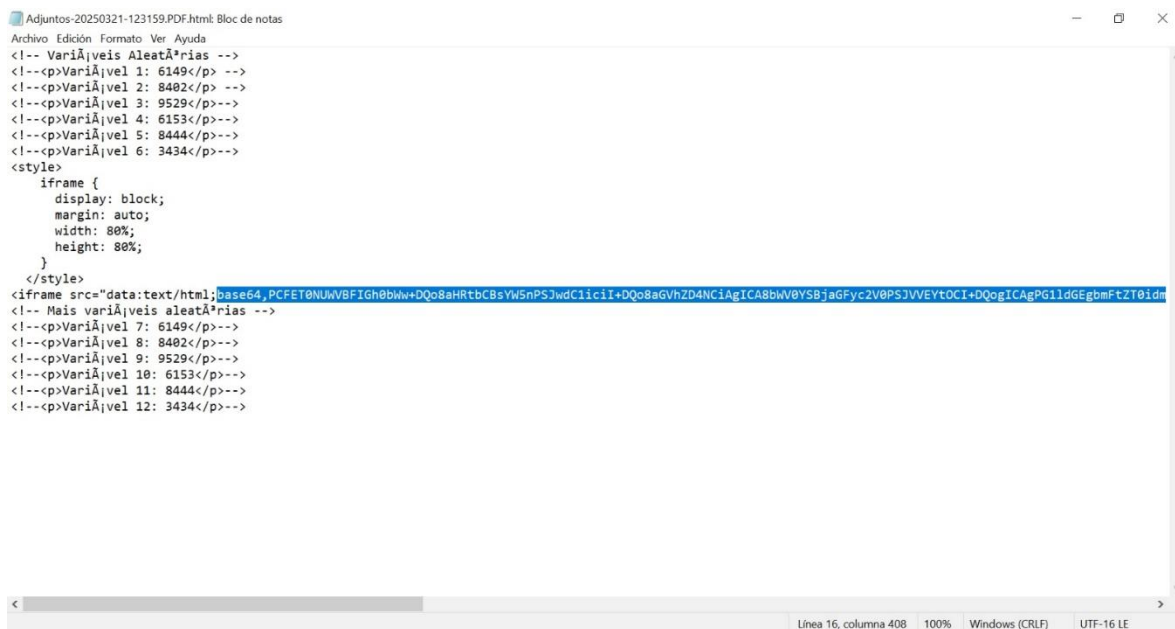 Adjuntos-20250321-123159.PDF.html: Bloc de notas
Archivo Edición Formato Ver Ayuda
<!-- VariÃ¡veis AleatÃ³rias -->
<!--<p>VariÃ¡vel 1: 6149</p> -->
<!--<p>VariÃ¡vel 2: 8402</p> -->
<!--<p>VariÃ¡vel 3: 9529</p>-->
<!--<p>VariÃ¡vel 4: 6153</p>-->
<!--<p>VariÃ¡vel 5: 8444</p>-->
<!--<p>VariÃ¡vel 6: 3434</p>-->
<style>
iframe {
display: block;
margin: auto;
width: 80%;
height: 80%;
}
</style>
<iframe src="data:text/html;base64,PCFET0NUWVBFIGh0bWw+DQo8aHRtbCBsYW5nPSJwdC1iciI+DQo8aGVhZD4NCiAgICA8bWV0YSBjaGFyc2V0PSJVVEYtOCI+DQogICAgPG1ldGEgbmFtZT0idm
<!-- Mais variÃ¡veis aleatÃ³rias -->
<!--<p>VariÃ¡vel 7: 6149</p>-->
<!--<p>VariÃ¡vel 8: 8402</p>-->
<!--<p>VariÃ¡vel 9: 9529</p>-->
<!--<p>VariÃ¡vel 10: 6153</p>-->
<!--<p>VariÃ¡vel 11: 8444</p>-->
<!--<p>VariÃ¡vel 12: 3434</p>-->
Línea 16, columna 408 100% Windows (CRLF) UTF-16 LE